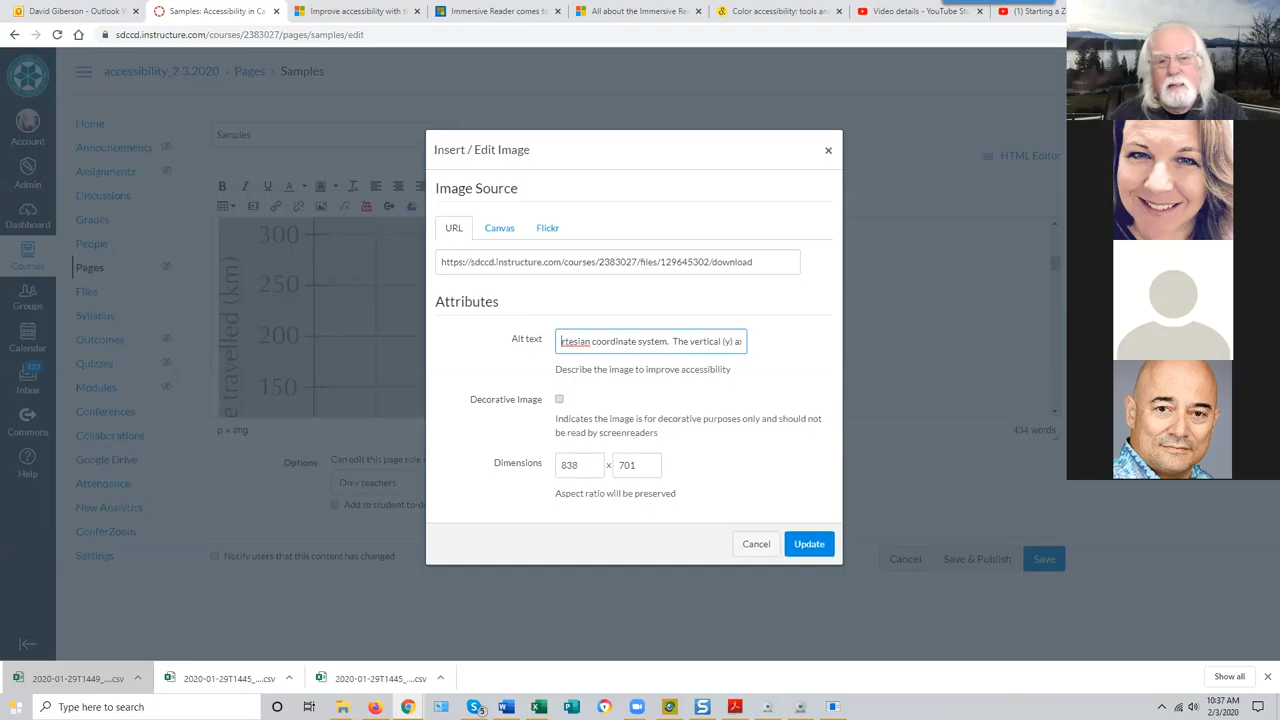 David Giberson - Outlook
Samples: Accessibility in Ca
Improve accessibility with th
Immersive Reader comes to
All about the Immersive Rea
Color accessibility: tools and
Video details - YouTube Stu
(1) Starting a Z
sdccd.instructure.com/courses/2383027/pages/samples/edit
accessibility_2.3.2020 > Pages > Samples
Account
Admin
Dashboard
Courses
Groups
Calendar
123
Inbox
Commons
Help
Home
Announcements
Assignments
Discussions
Grades
People
Pages
Files
Syllabus
Outcomes
Quizzes
Modules
Conferences
Collaborations
Google Drive
Attendance
New Analytics
ConferZoom
Settings
Samples
HTML Editor
300
250
200
150
e travelled (km)
p » img
434 words
Options
Can edit this page role
Only teachers
Add to student to-do
Notify users that this content has changed
Cancel
Save & Publish
Save
Insert / Edit Image
Image Source
URL
Canvas
Flickr
https://sdccd.instructure.com/courses/2383027/files/129645302/download
Attributes
Alt text
rtesian coordinate system. The vertical (y) a
Describe the image to improve accessibility
Decorative Image
Indicates the image is for decorative purposes only and should not
be read by screenreaders
Dimensions
838 x 701
Aspect ratio will be preserved
Cancel
Update
2020-01-29T1449_....csv
2020-01-29T1445_....csv
2020-01-29T1445_....csv
Show all
Type here to search
10:37 AM
2/3/2020